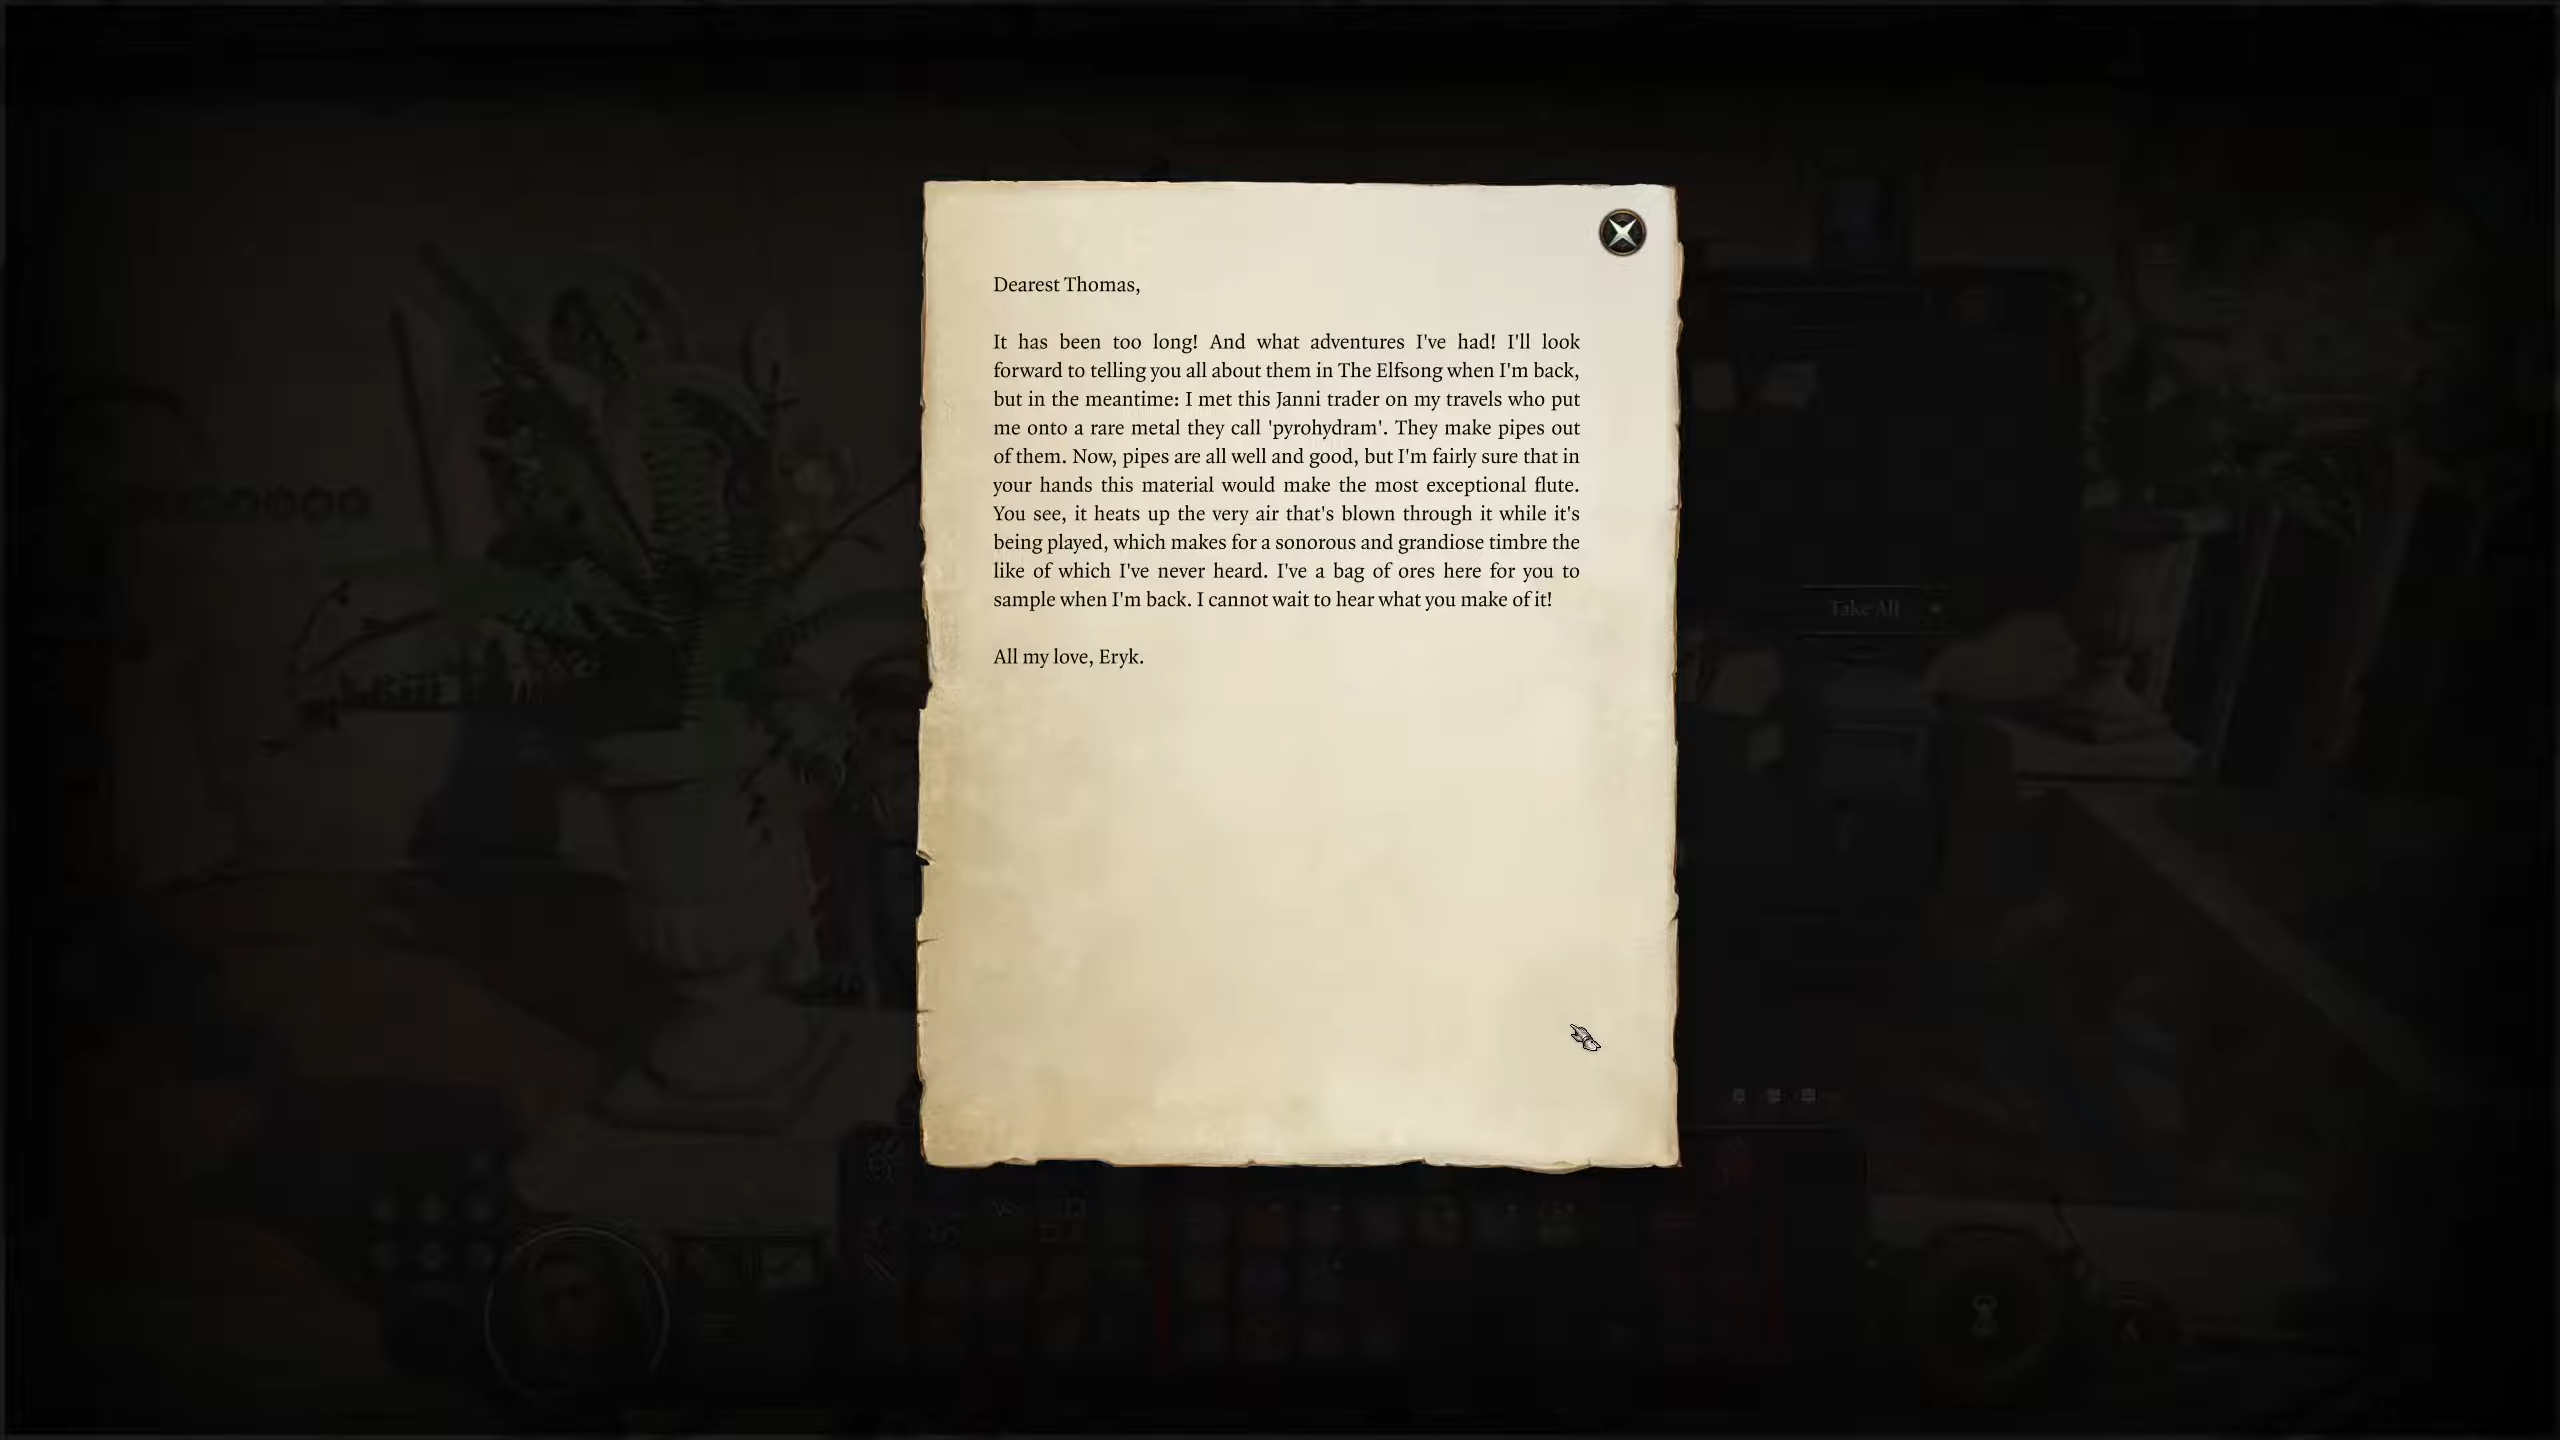 Dearest Thomas,
It has been too long! And what adventures I've had! I'll look
forward to telling you all about them in The Elfsong when I'm back,
but in the meantime: I met this Janni trader on my travels who put
me onto a rare metal they call 'pyrohydram'. They make pipes out
of them. Now, pipes are all well and good, but I'm fairly sure that in
your hands this material would make the most exceptional flute.
You see, it heats up the very air that's blown through it while it's
being played, which makes for a sonorous and grandiose timbre the
like of which I've never heard. I've a bag of ores here for you to
sample when I'm back. I cannot wait to hear what you make of it!
All my love, Eryk.
Take All